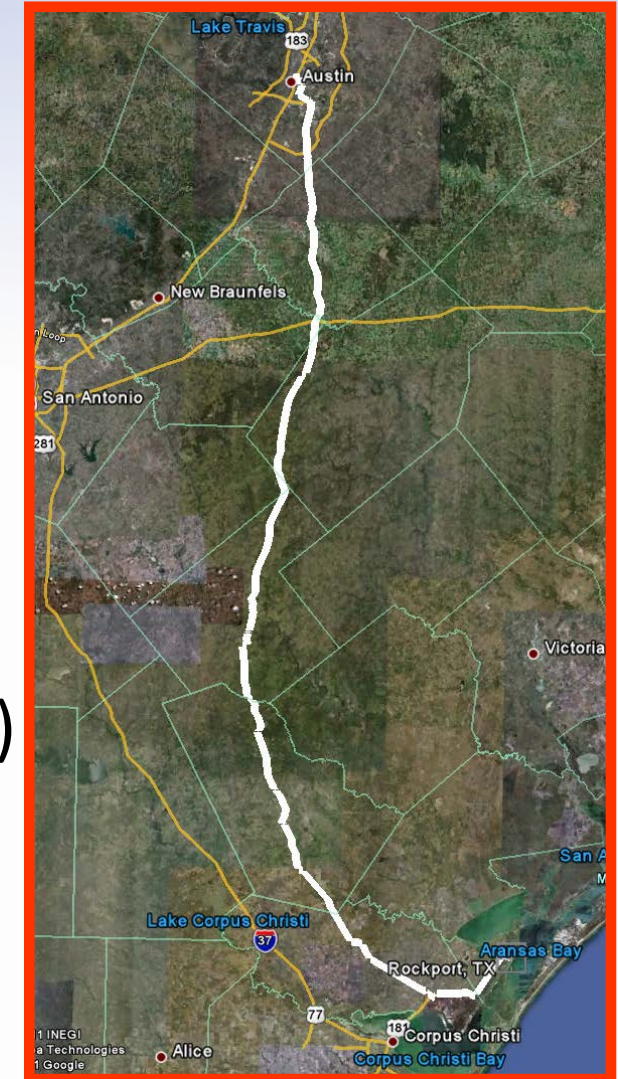 Lake Travis
183
Austin
New Braunfels
n Loop
San Antonio
281
Victoria
)
San A
M
Lake Corpus Christi
37
Aransas Bay
Rockport, TX
77
181
Corpus Christi
Corpus Christi Bay
Alice
11 INEGI
a Technologies
1 Google